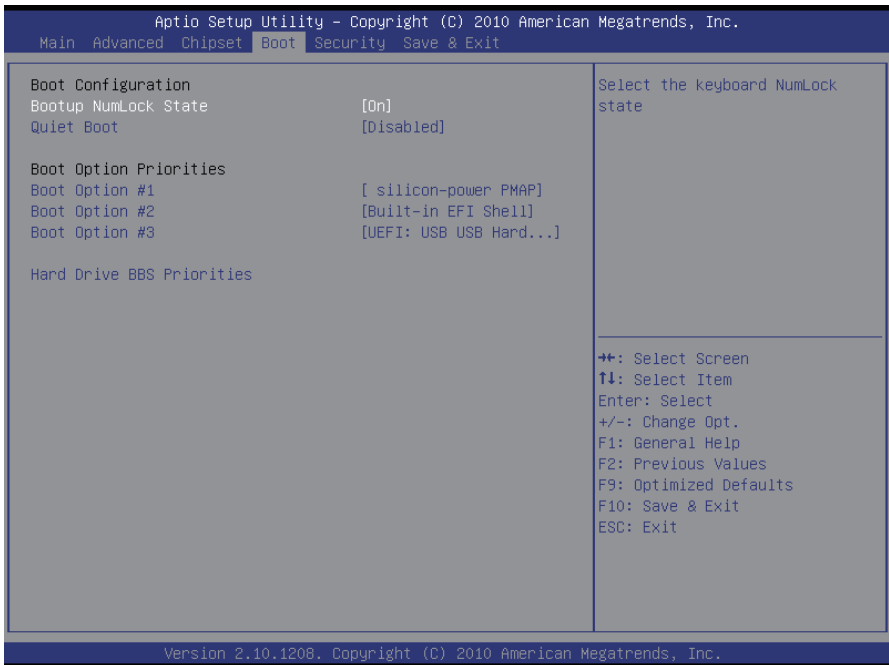 Aptio Setup Utility – Copyright (C) 2010 American Megatrends, Inc.
Main Advanced Chipset Boot Security Save & Exit
Boot Configuration
Bootup NumLock State [On]
Quiet Boot [Disabled]
Boot Option Priorities
Boot Option #1 [ silicon-power PMAP]
Boot Option #2 [Built-in EFI Shell]
Boot Option #3 [UEFI: USB USB Hard...]
Hard Drive BBS Priorities
Select the keyboard NumLock
state
→←: Select Screen
↑↓: Select Item
Enter: Select
+/-: Change Opt.
F1: General Help
F2: Previous Values
F9: Optimized Defaults
F10: Save & Exit
ESC: Exit
Version 2.10.1208. Copyright (C) 2010 American Megatrends, Inc.